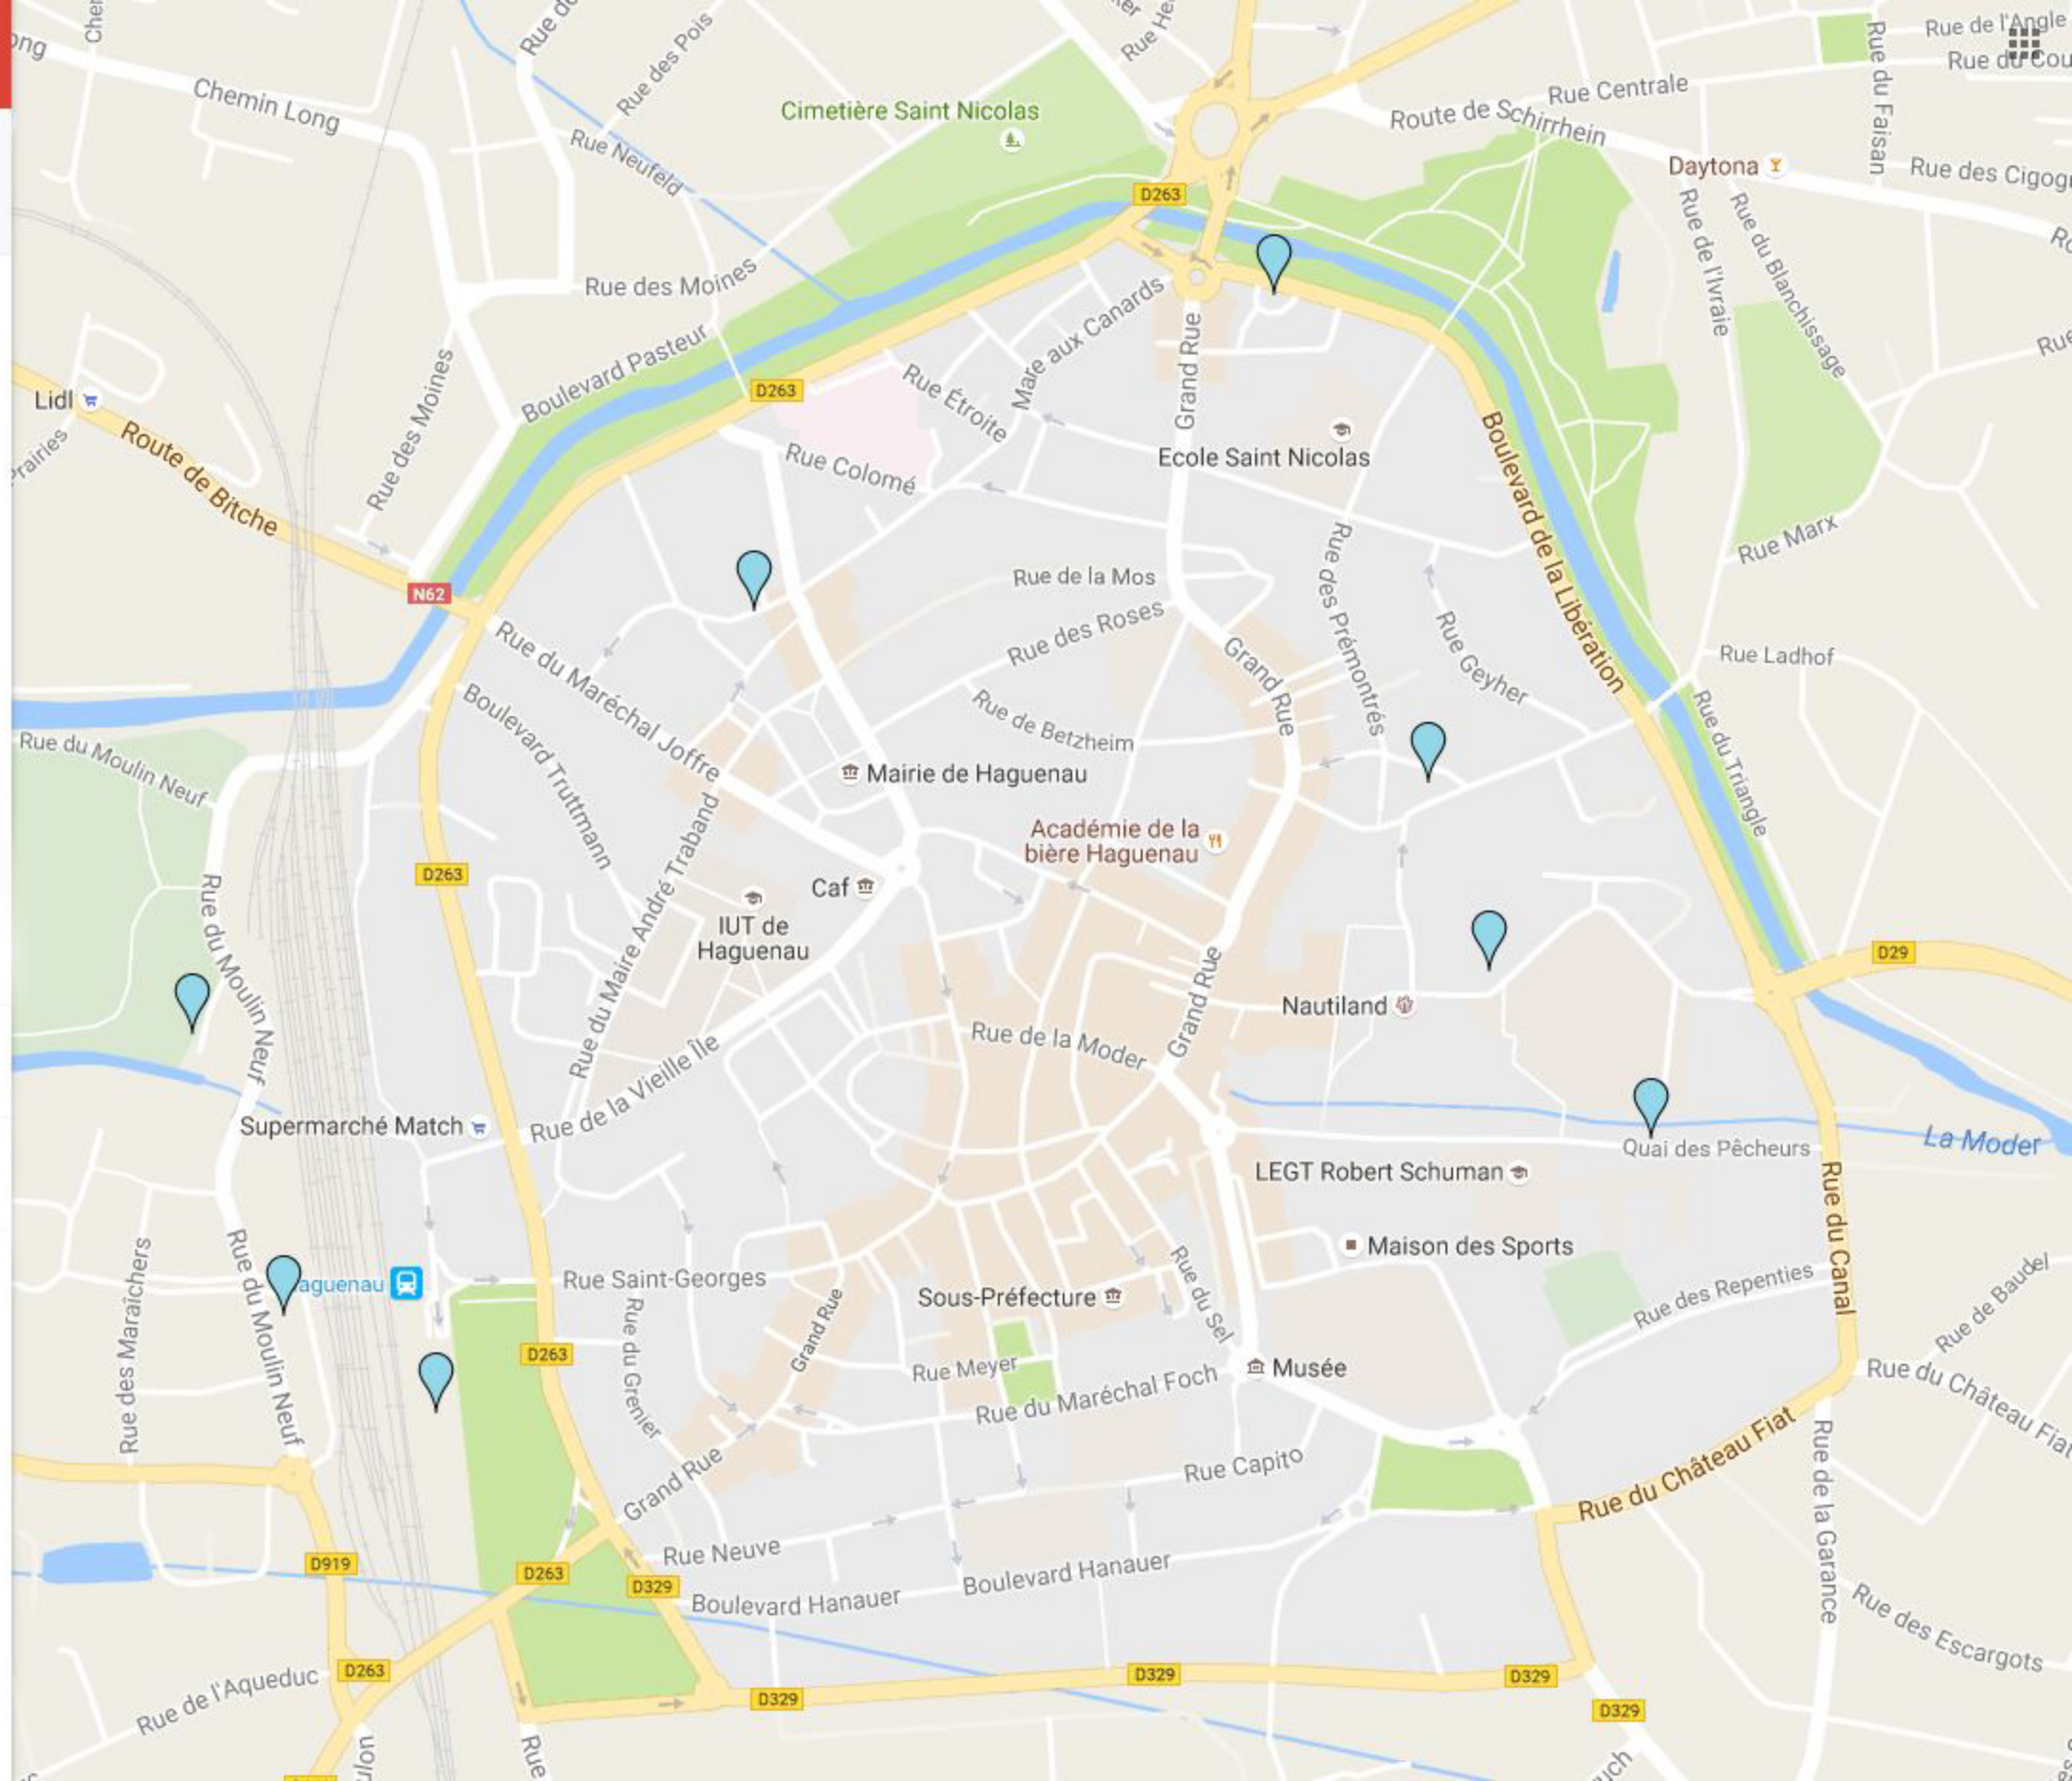 Rue de l'Angle
Rue du Cou
Chemin Long
Rue des Pois
Rue Neufeld
Cimetière Saint Nicolas
Rue Centrale
Route de Schirrhein
Rue du Faisan
Daytona
Rue des Cigog
D263
Rue de l'Ivraie
Rue du Blanchissage
Rue des Moines
Mare aux Canards
Boulevard Pasteur
Grand Rue
Rue des Moines
D263
Rue Étroite
Lidl
Prairies
Route de Bitche
Rue Colomé
Ecole Saint Nicolas
Boulevard de la Libération
Rue Marx
N62
Rue de la Mos
Rue des Roses
Rue des Prémontrés
Rue Geyher
Rue Ladhof
Rue du Maréchal Joffre
Grand Rue
Boulevard Truttmann
Rue de Betzheim
Rue du Triangle
Rue du Moulin Neuf
Mairie de Haguenau
Académie de la
bière Haguenau
D263
Caf
Rue du Maire André Traband
IUT de
Haguenau
Rue du Moulin Neuf
Grand Rue
D29
Nautiland
Rue de la Moder
Rue de la Vieille Île
Supermarché Match
Quai des Pêcheurs
La Moder
LEGT Robert Schuman
Rue du Canal
Maison des Sports
Rue des Maraîchers
Rue du Moulin Neuf
aguenau
Rue Saint-Georges
Sous-Préfecture
Rue du Sel
Rue des Repenties
Rue de Baudel
Rue du Grenier
Grand Rue
D263
Rue Meyer
Musée
Rue du Maréchal Foch
Rue du Château Fiat
Rue du Château Fiat
Grand Rue
Rue Capito
Rue de la Garance
D919
Rue Neuve
D263
D329
Boulevard Hanauer
Boulevard Hanauer
Rue des Escargots
Rue de l'Aqueduc
D263
D329
D329
D329
D329
Rue